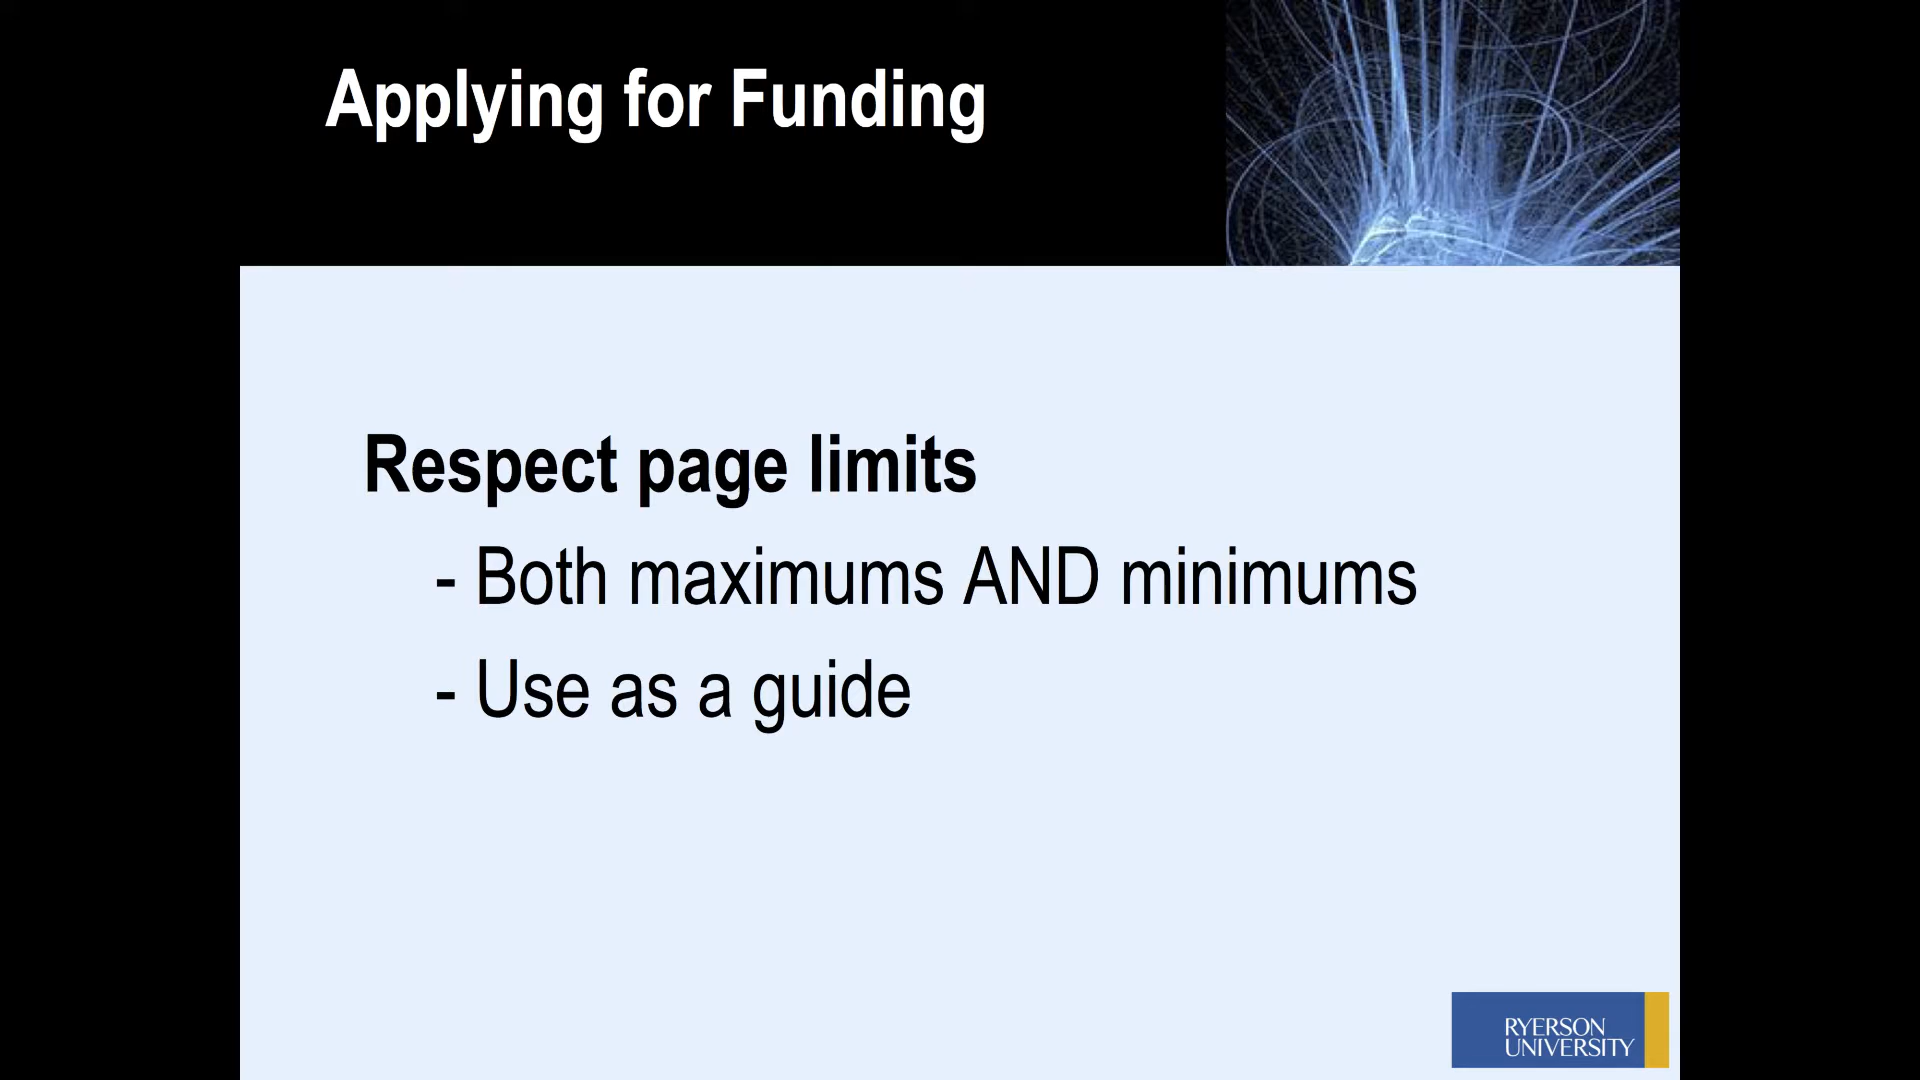 Applying for Funding
Respect page limits
- Both maximums AND minimums
- Use as a guide
RYERSON
UNIVERSITY